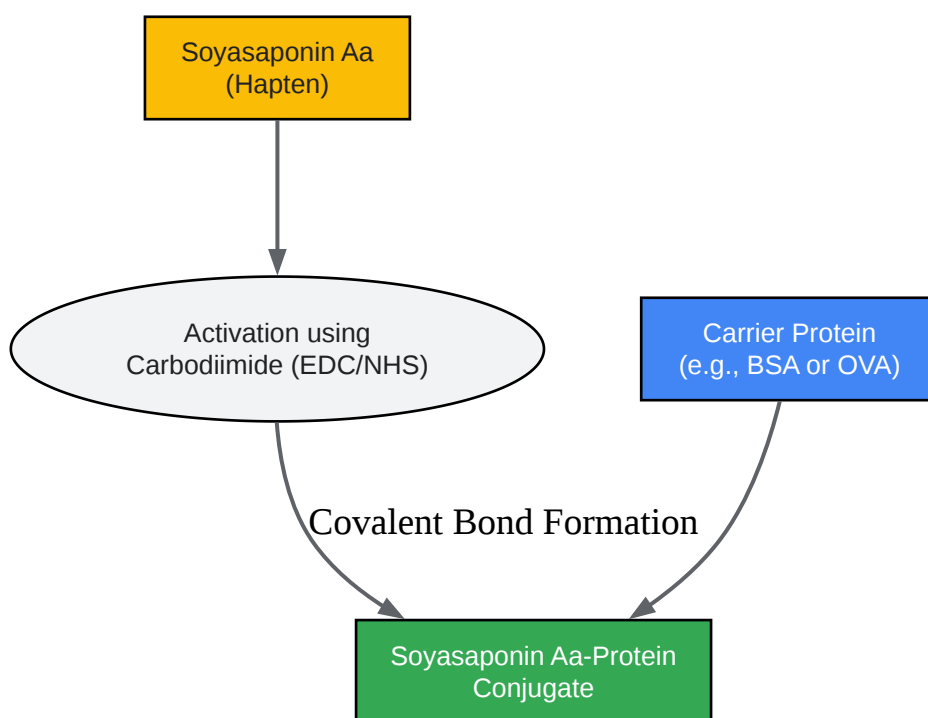 Soyasaponin Aa
(Hapten)
Activation using
Carbodiimide (EDC/NHS)
Carrier Protein
(e.g., BSA or OVA)
Covalent Bond Formation
Soyasaponin Aa-Protein
Conjugate